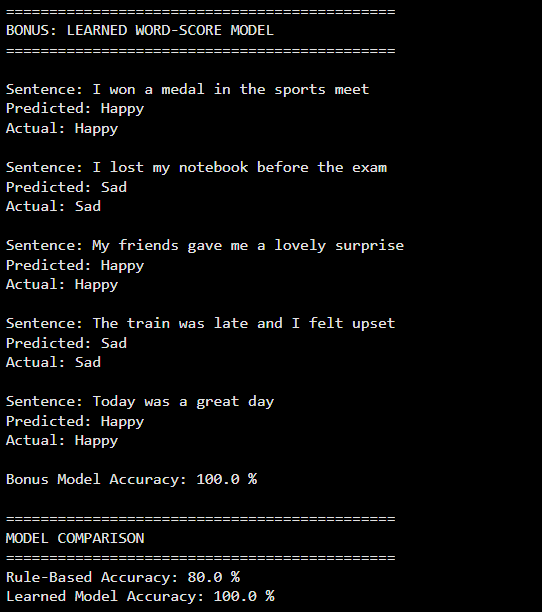 =============================================
BONUS: LEARNED WORD-SCORE MODEL
=============================================
Sentence: I won a medal in the sports meet
Predicted: Happy
Actual: Happy
Sentence: I lost my notebook before the exam
Predicted: Sad
Actual: Sad
Sentence: My friends gave me a lovely surprise
Predicted: Happy
Actual: Happy
Sentence: The train was late and I felt upset
Predicted: Sad
Actual: Sad
Sentence: Today was a great day
Predicted: Happy
Actual: Happy
Bonus Model Accuracy: 100.0 %
=============================================
MODEL COMPARISON
=============================================
Rule-Based Accuracy: 80.0 %
Learned Model Accuracy: 100.0 %